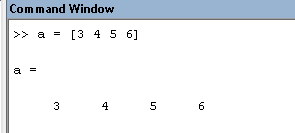 Command Window
>> a = [3 4 5 6]
a =
3 4 5 6